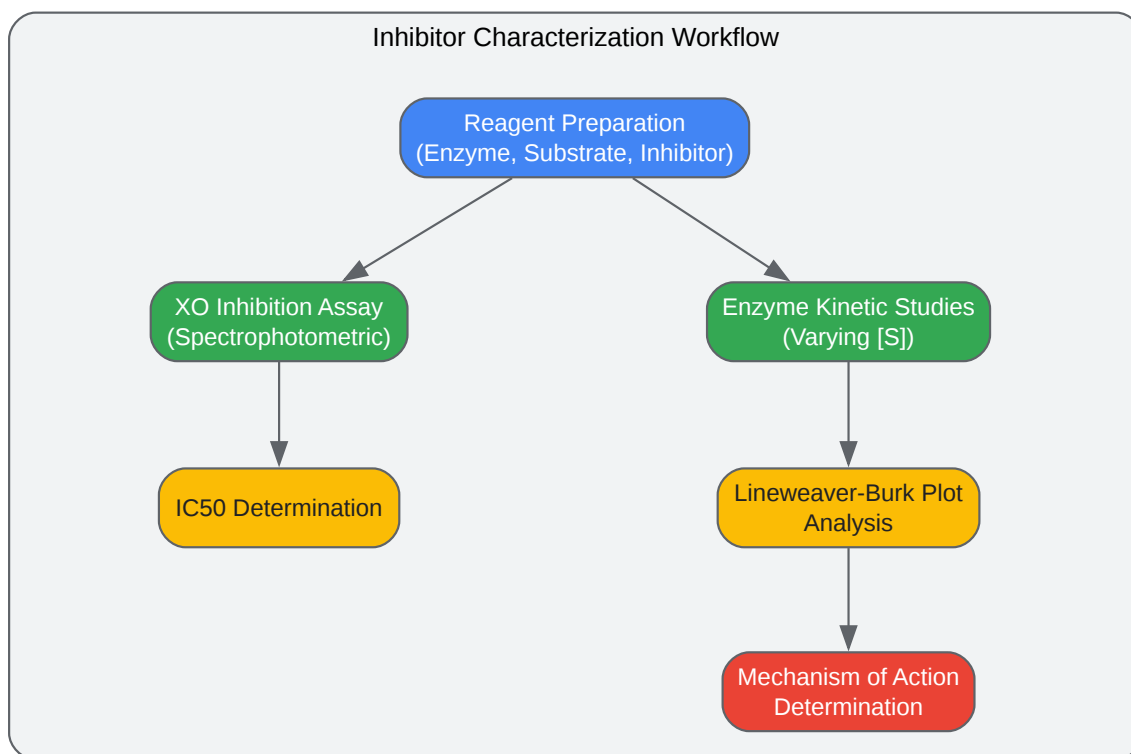 Inhibitor Characterization Workflow
Reagent Preparation
(Enzyme, Substrate, Inhibitor)
XO Inhibition Assay
(Spectrophotometric)
Enzyme Kinetic Studies
(Varying [S])
IC50 Determination
Lineweaver-Burk Plot
Analysis
Mechanism of Action
Determination